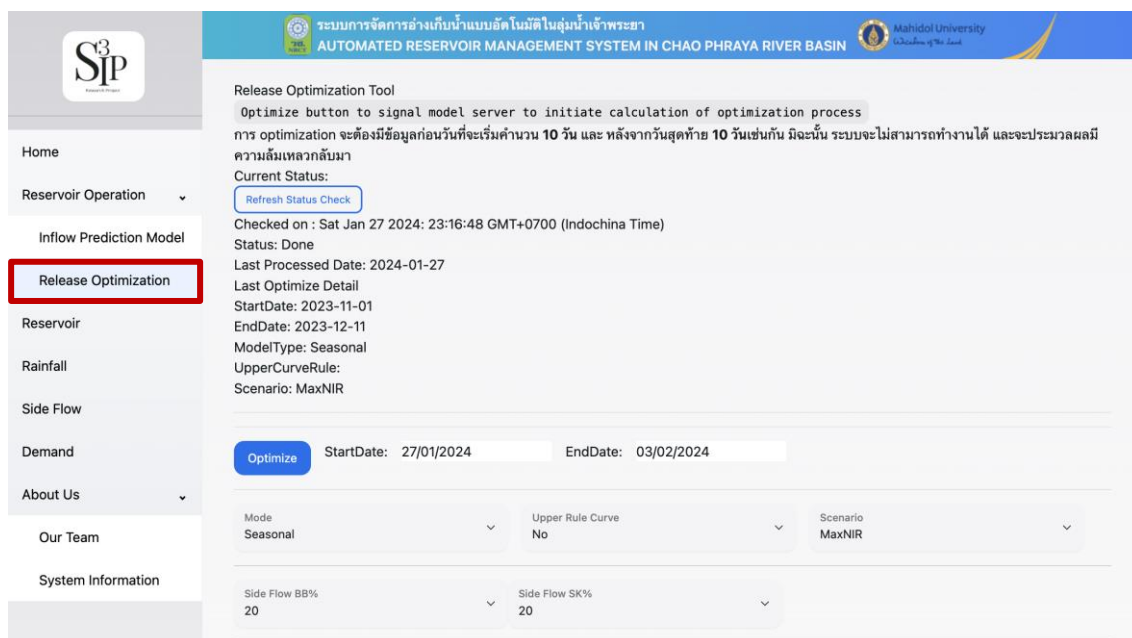 S³IP
Research Project
ระบบการจัดการอ่างเก็บน้ำแบบอัตโนมัติในลุ่มน้ำเจ้าพระยา
AUTOMATED RESERVOIR MANAGEMENT SYSTEM IN CHAO PHRAYA RIVER BASIN
วช.
NRCT
Mahidol University
Wisdom of the Land
Home
Reservoir Operation
Inflow Prediction Model
Release Optimization
Reservoir
Rainfall
Side Flow
Demand
About Us
Our Team
System Information
Release Optimization Tool
Optimize button to signal model server to initiate calculation of optimization process
การ optimization จะต้องมีข้อมูลก่อนวันที่จะเริ่มคำนวน 10 วัน และ หลังจากวันสุดท้าย 10 วันเช่นกัน มิฉะนั้น ระบบจะไม่สามารถทำงานได้ และจะประมวลผลมี
ความล้มเหลวกลับมา
Current Status:
Refresh Status Check
Checked on : Sat Jan 27 2024: 23:16:48 GMT+0700 (Indochina Time)
Status: Done
Last Processed Date: 2024-01-27
Last Optimize Detail
StartDate: 2023-11-01
EndDate: 2023-12-11
ModelType: Seasonal
UpperCurveRule:
Scenario: MaxNIR
Optimize StartDate: 27/01/2024 EndDate: 03/02/2024
Mode Upper Rule Curve Scenario
Seasonal No MaxNIR
Side Flow BB% Side Flow SK%
20 20